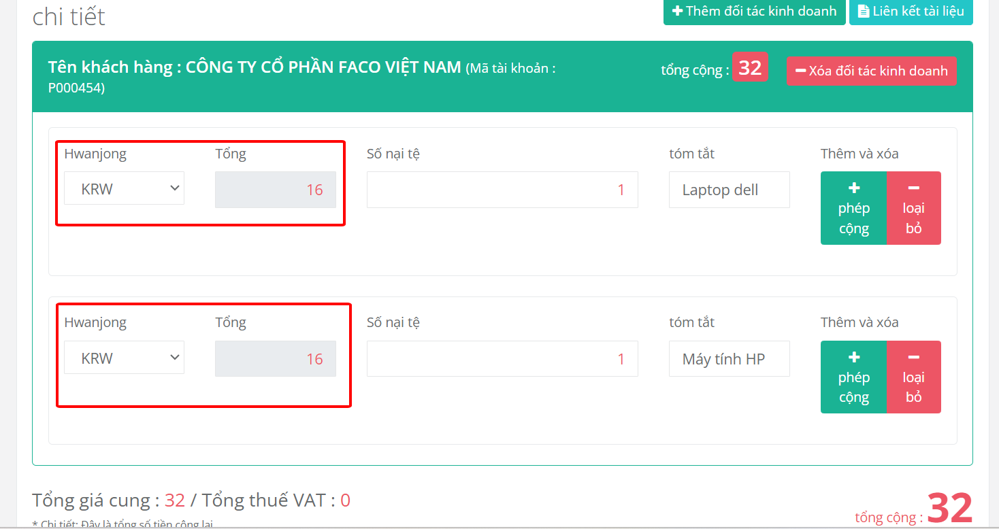 chi tiết
Thêm đối tác kinh doanh
Liên kết tài liệu
Tên khách hàng : CÔNG TY CỔ PHẦN FACO VIỆT NAM (Mã tài khoản :
P000454)
tổng cộng : 32
Xóa đối tác kinh doanh
Hwanjong
Tổng
Số nại tệ
tóm tắt
Thêm và xóa
KRW
16
1
Laptop dell
phép
cộng
loại
bỏ
Hwanjong
Tổng
Số nại tệ
tóm tắt
Thêm và xóa
KRW
16
1
Máy tính HP
phép
cộng
loại
bỏ
Tổng giá cung : 32 / Tổng thuế VAT : 0
tổng cộng : 32
* Chi tiết: Đây là tổng số tiền cộng lại